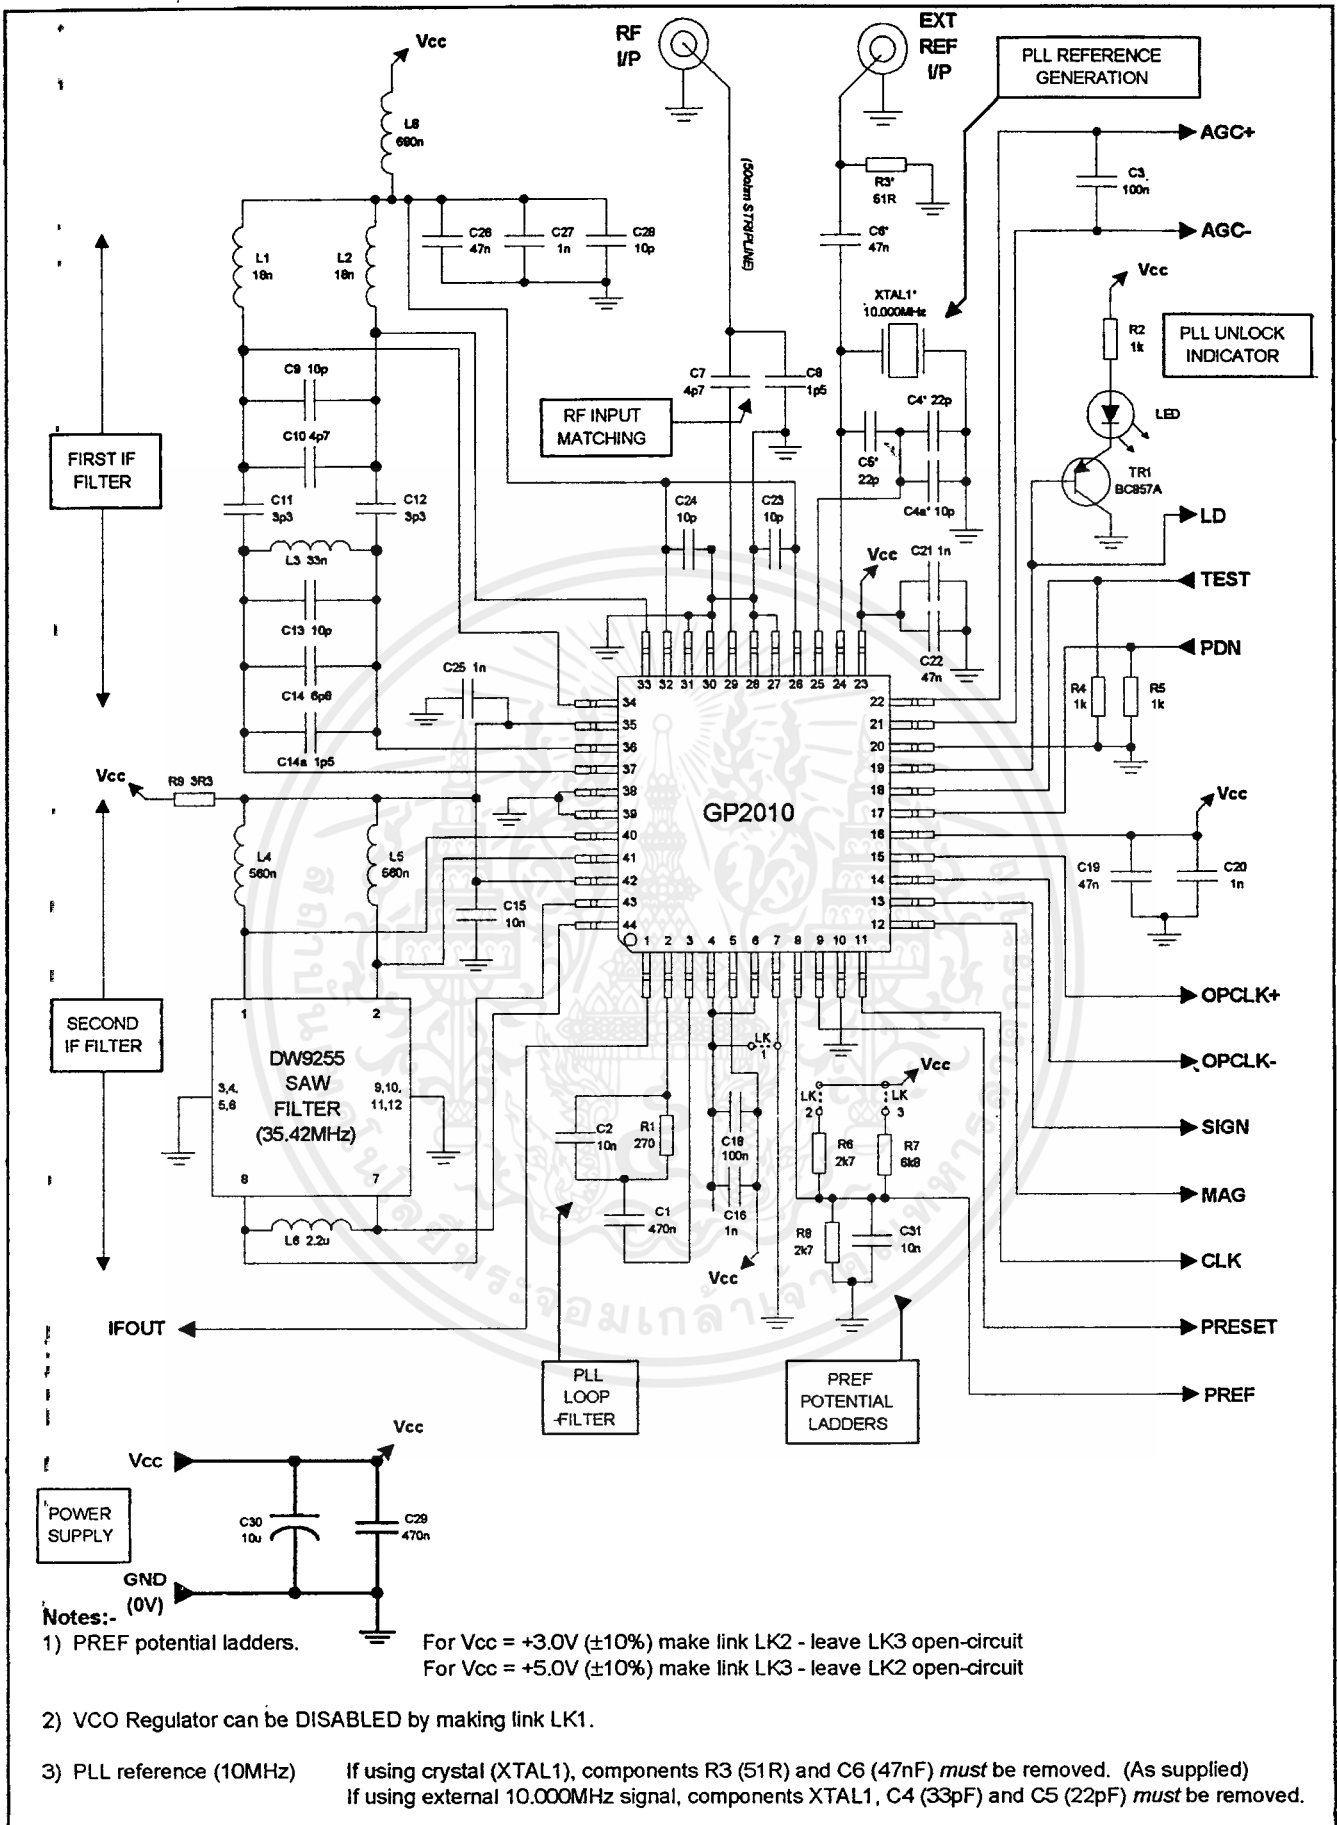 Vcc
RF
I/P
EXT
REF
I/P
PLL REFERENCE
GENERATION
L8
680n
AGC+
C3
100n
AGC-
R3*
51R
C6*
47n
(50ohm STRIPLINE)
L1
18n
L2
18n
C26
47n
C27
1n
C28
10p
Vcc
XTAL1*
10.000MHz
R2
1k
PLL UNLOCK
INDICATOR
C9 10p
C7
4p7
C8
1p5
RF INPUT
MATCHING
C4* 22p
LED
C10 4p7
C5*
22p
TR1
BC857A
FIRST IF
FILTER
C11
3p3
C12
3p3
C24
10p
C23
10p
C4a* 10p
LD
L3 33n
Vcc
C21 1n
TEST
C13 10p
PDN
C25 1n
C22
47n
C14 6p8
R4
1k
R5
1k
C14a 1p5
33 32 31 30 29 28 27 26 25 24 23
34
35
36
37
38
39
40
41
42
43
44
22
21
20
19
18
17
16
15
14
13
12
GP2010
1 2 3 4 5 6 7 8 9 10 11
Vcc
R9 3R3
Vcc
L4
560n
L5
560n
C15
10n
C19
47n
C20
1n
SECOND
IF FILTER
1
2
DW9255
SAW
FILTER
(35.42MHz)
3,4,
5,6
9,10,
11,12
8
7
L6 2.2u
OPCLK+
LK
1
OPCLK-
Vcc
LK
2
LK
3
C2
10n
R1
270
C18
100n
R6
2k7
R7
6k8
SIGN
MAG
C1
470n
C16
1n
R8
2k7
C31
10n
Vcc
CLK
IFOUT
PRESET
PLL
LOOP
FILTER
PREF
POTENTIAL
LADDERS
PREF
Vcc
Vcc
POWER
SUPPLY
C30
10u
C29
470n
GND
(0V)
Notes:-
1) PREF potential ladders. For Vcc = +3.0V (±10%) make link LK2 - leave LK3 open-circuit
For Vcc = +5.0V (±10%) make link LK3 - leave LK2 open-circuit
2) VCO Regulator can be DISABLED by making link LK1.
3) PLL reference (10MHz) If using crystal (XTAL1), components R3 (51R) and C6 (47nF) must be removed. (As supplied)
If using external 10.000MHz signal, components XTAL1, C4 (33pF) and C5 (22pF) must be removed.